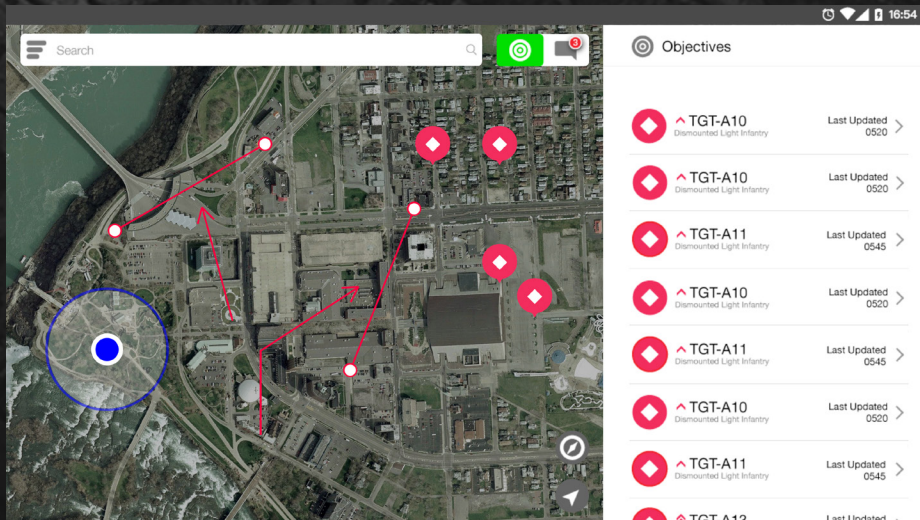 16:54
Search
3
Objectives
TGT-A10
Dismounted Light Infantry
Last Updated
0520
TGT-A10
Dismounted Light Infantry
Last Updated
0520
TGT-A11
Dismounted Light Infantry
Last Updated
0545
TGT-A10
Dismounted Light Infantry
Last Updated
0520
TGT-A11
Dismounted Light Infantry
Last Updated
0545
TGT-A10
Dismounted Light Infantry
Last Updated
0520
TGT-A11
Dismounted Light Infantry
Last Updated
0545
TGT-A12
Last Updated